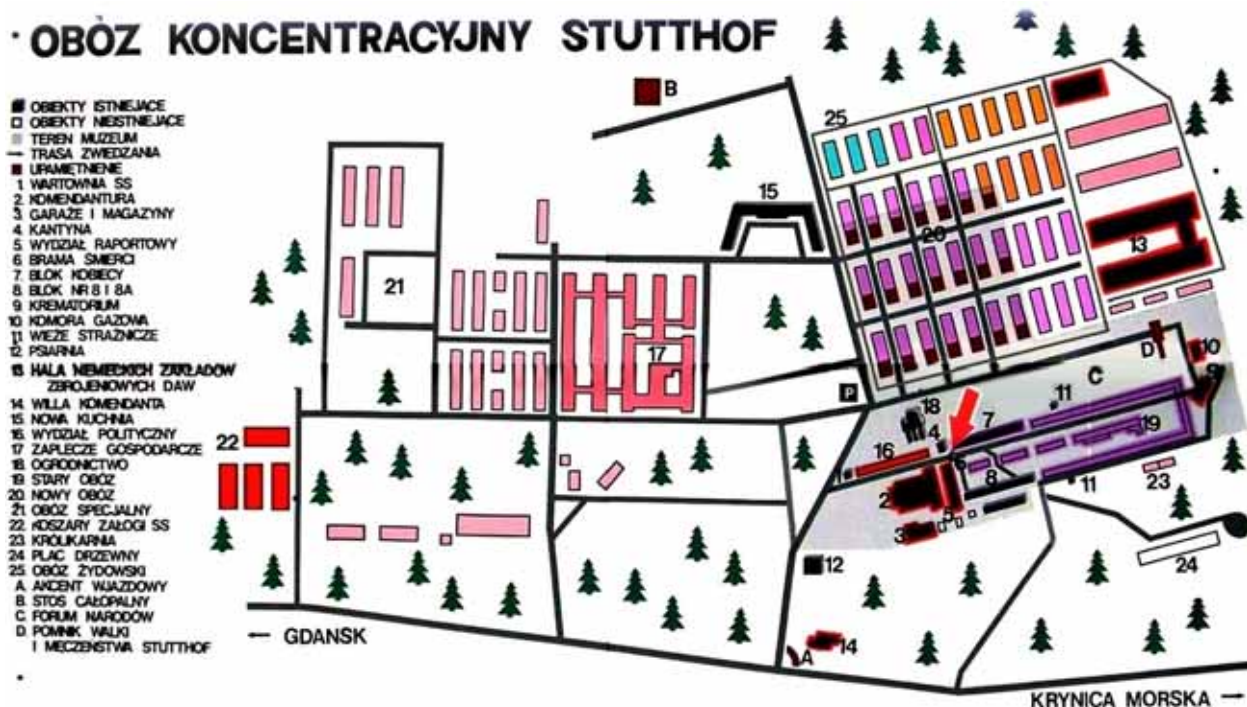 OBÓZ KONCENTRACYJNY STUTTHOF
OBIEKTY ISTNIEJĄCE
OBIEKTY NIEISTNIEJĄCE
TEREN MUZEUM
TRASA ZWIEDZANIA
UPAMIĘTNIENIE
1. WARTOWNIA SS
2. KOMENDANTURA
3. GARAŻE I MAGAZYNY
4. KANTYNA
5. WYDZIAŁ RAPORTOWY
6. BRAMA ŚMIERCI
7. BLOK KOBIECY
8. BLOK NR 8 I 8A
9. KREMATORIUM
10. KOMORA GAZOWA
11. WIEŻE STRAŻNICZE
12. PSIARNIA
13. HALA NIEMIECKICH ZAKŁADÓW
ZBROJENIOWYCH DAW
14. WILLA KOMENDANTA
15. NOWA KUCHNIA
16. WYDZIAŁ POLITYCZNY
17. ZAPLECZE GOSPODARCZE
18. OGRODNICTWO
19. STARY OBÓZ
20. NOWY OBÓZ
21. OBÓZ SPECJALNY
22. KOSZARY ZAŁOGI SS
23. KRÓLIKARNIA
24. PLAC DRZEWNY
25. OBÓZ ŻYDOWSKI
A. AKCENT WJAZDOWY
B. STOS CAŁOPALNY
C. FORUM NARODÓW
D. POMNIK WALKI
I MĘCZEŃSTWA STUTTHOF
B
25
15
20
13
21
17
P
D
10
C
9
18
11
4
7
19
22
16
1
6
2
8
11
23
5
3
12
24
14
A
← GDAŃSK
KRYNICA MORSKA →